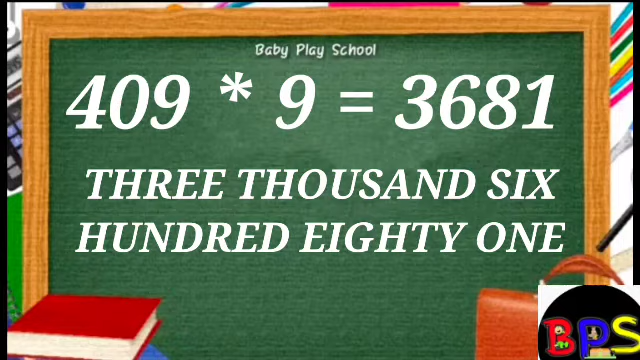 Baby Play School
409 * 9 = 3681
THREE THOUSAND SIX
HUNDRED EIGHTY ONE
BPS